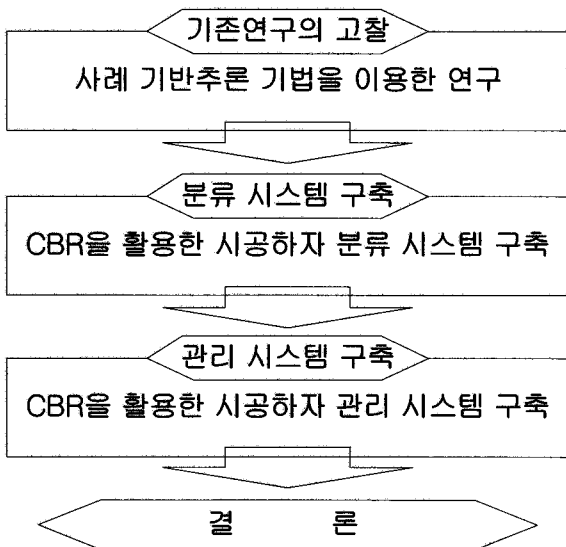 기존연구의 고찰
사례 기반추론 기법을 이용한 연구
분류 시스템 구축
CBR을 활용한 시공하자 분류 시스템 구축
관리 시스템 구축
CBR을 활용한 시공하자 관리 시스템 구축
결 론